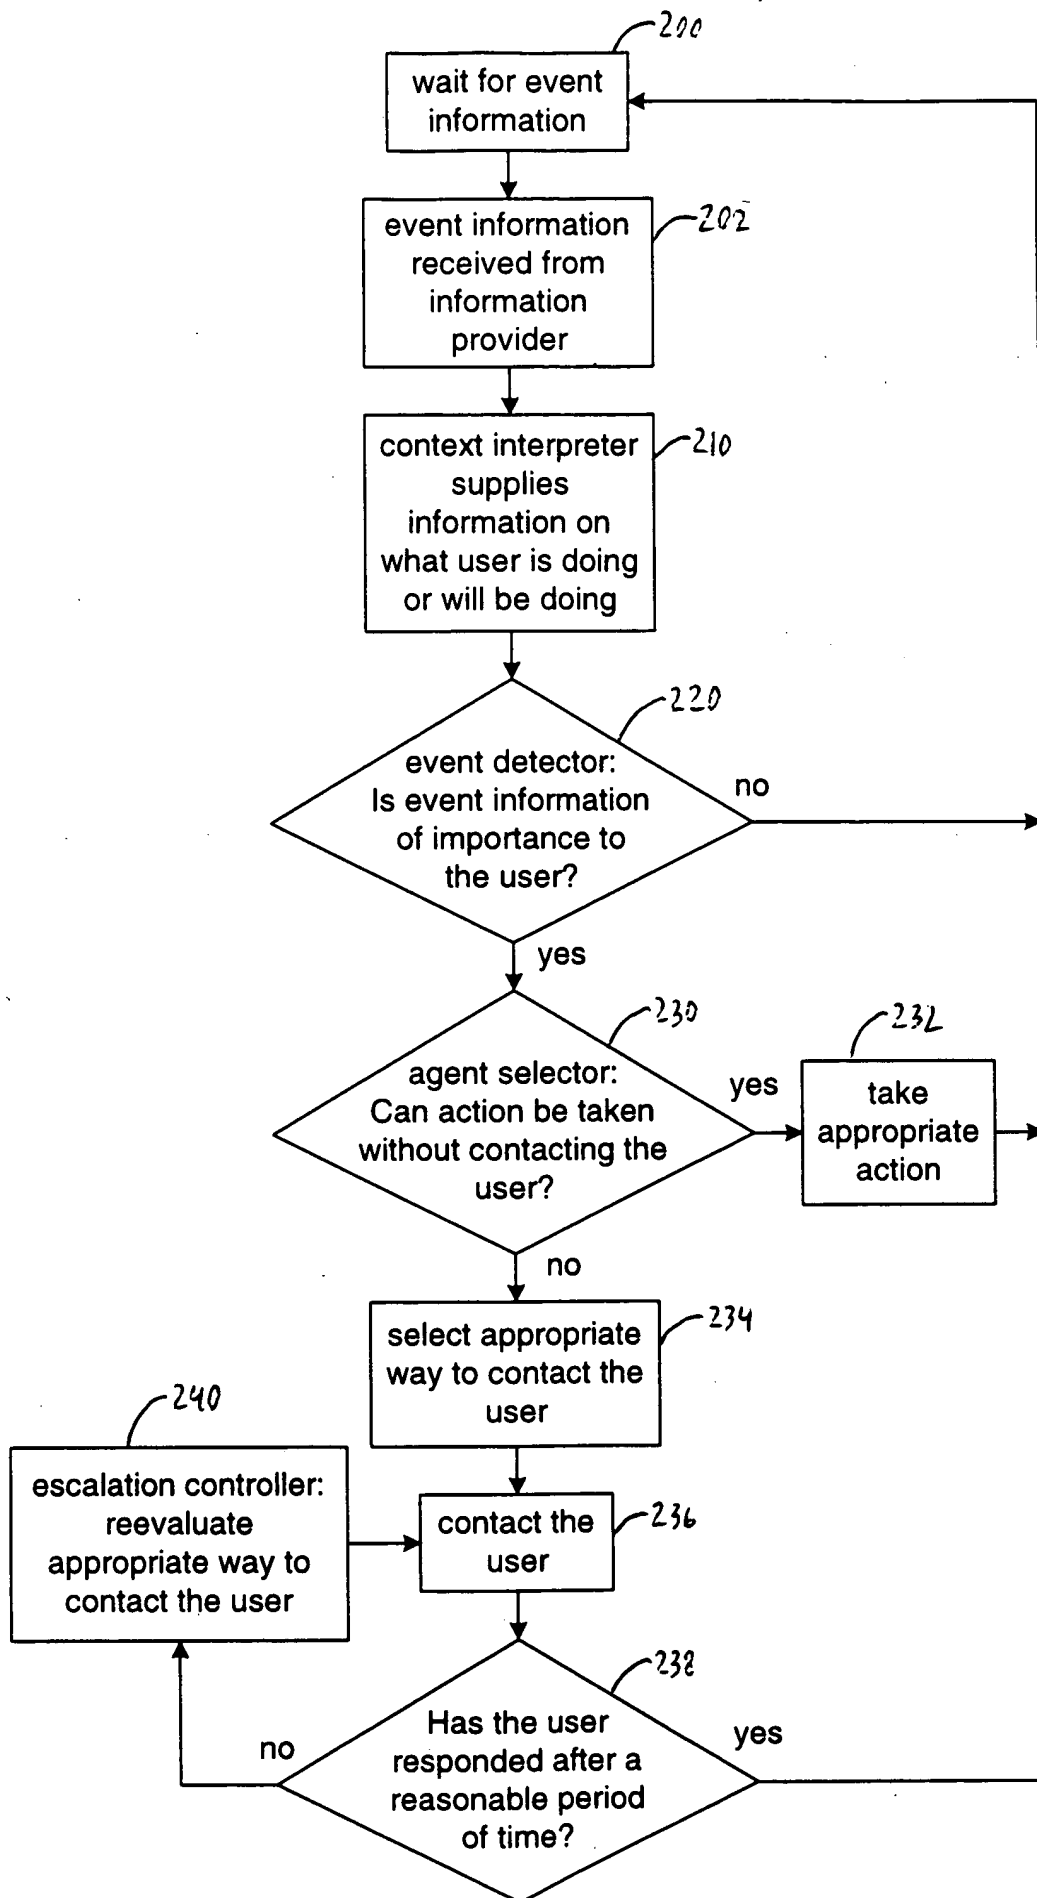 200
wait for event
information
event information
received from
information
provider
202
context interpreter
supplies
information on
what user is doing
or will be doing
210
220
event detector:
Is event information
of importance to
the user?
no
yes
230
agent selector:
Can action be taken
without contacting the
user?
yes
232
take
appropriate
action
no
select appropriate
way to contact the
user
234
240
escalation controller:
reevaluate
appropriate way to
contact the user
contact the
user
236
238
Has the user
responded after a
reasonable period
of time?
no
yes